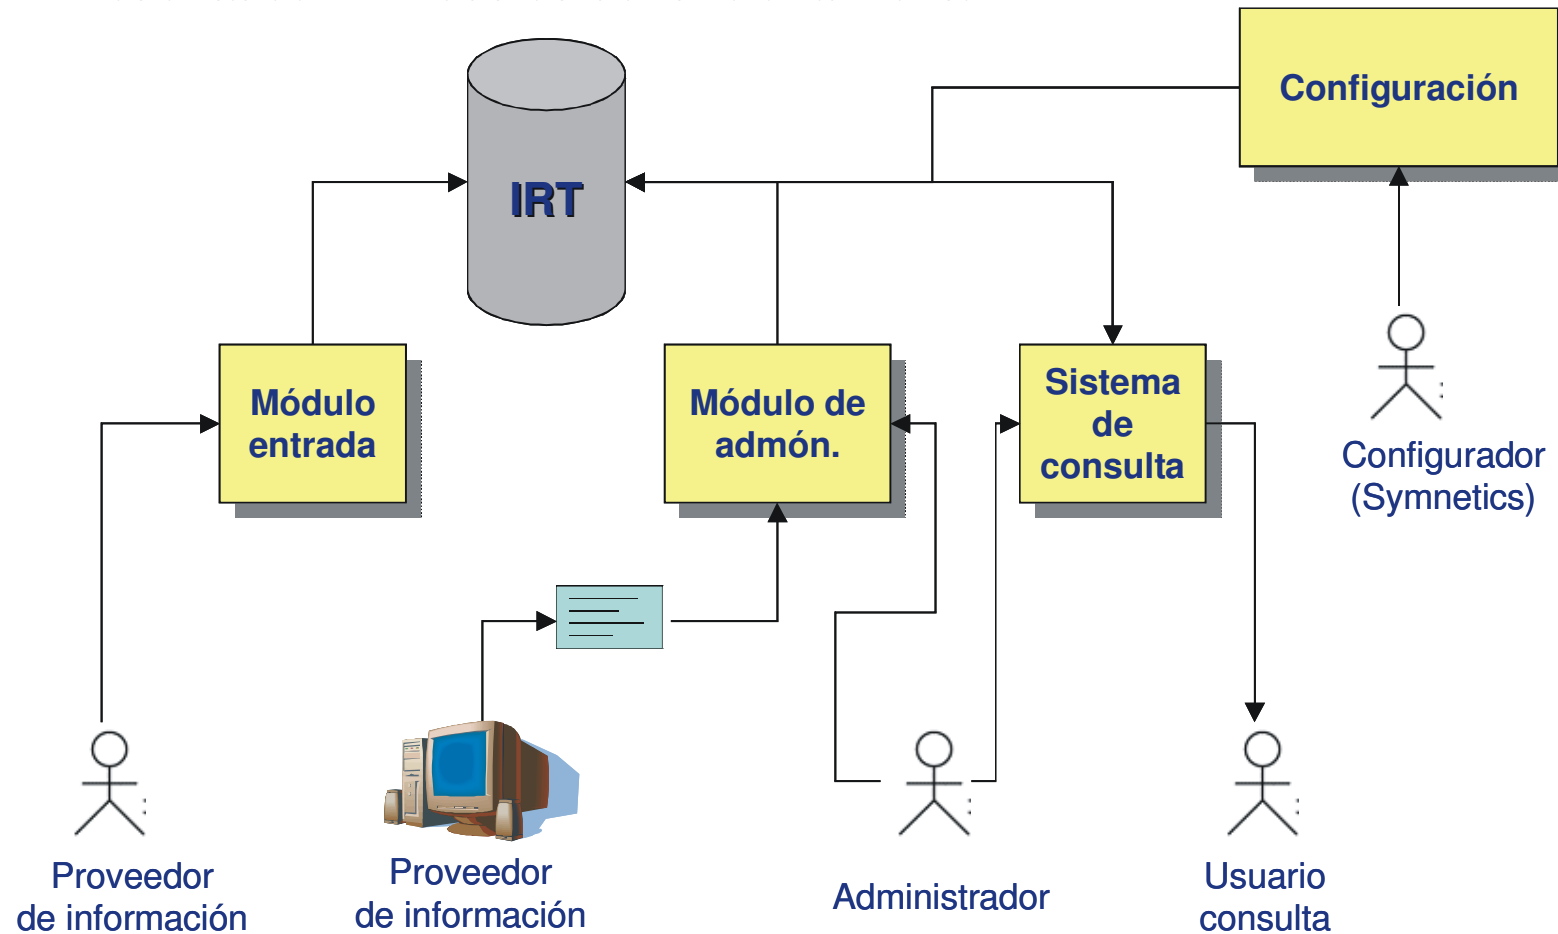 Configuración
IRT
Módulo
entrada
Módulo de
admón.
Sistema
de
consulta
Configurador
(Symnetics)
Proveedor
de información
Proveedor
de información
Administrador
Usuario
consulta